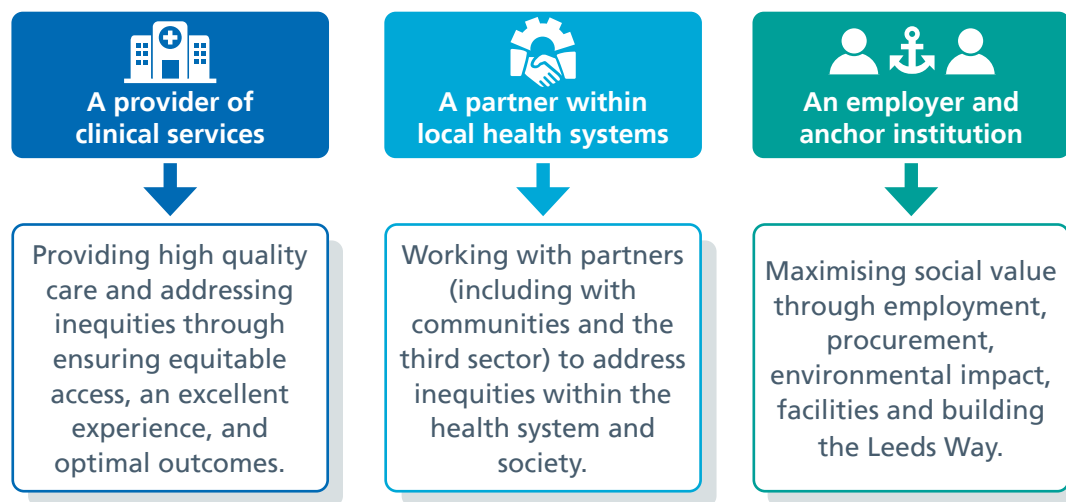 A provider of
clinical services
Providing high quality
care and addressing
inequities through
ensuring equitable
access, an excellent
experience, and
optimal outcomes.
A partner within
local health systems
Working with partners
(including with
communities and the
third sector) to address
inequities within the
health system and
society.
An employer and
anchor institution
Maximising social value
through employment,
procurement,
environmental impact,
facilities and building
the Leeds Way.